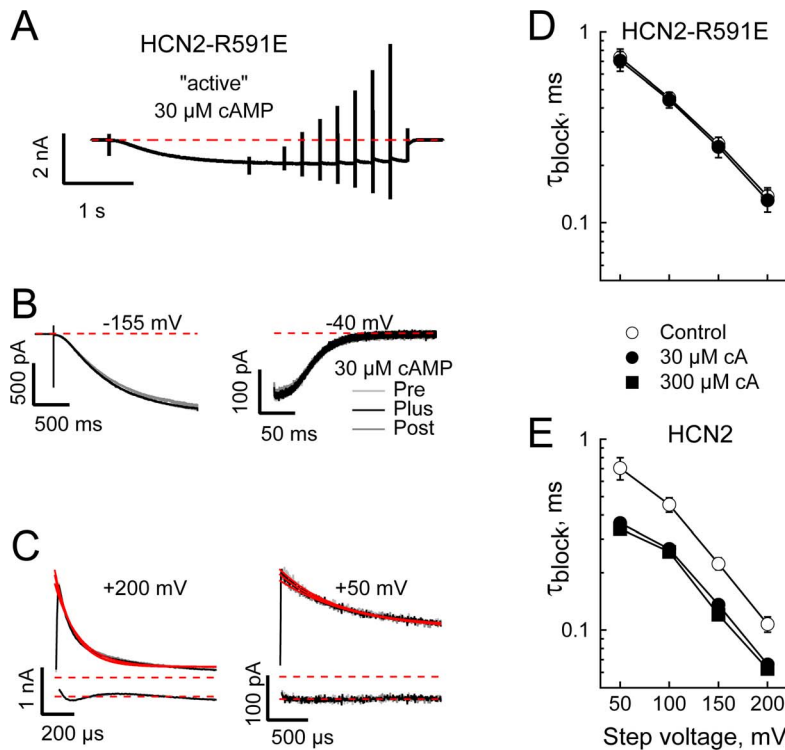 A
HCN2-R591E
"active"
30 µM cAMP
2 nA
1 s
B
-155 mV
500 pA
500 ms
-40 mV
30 µM cAMP
Pre
Plus
Post
100 pA
50 ms
C
+200 mV
1 nA
200 µs
+50 mV
100 pA
500 µs
D
HCN2-R591E
1
0.1
τblock, ms
Control
30 µM cA
300 µM cA
E
HCN2
1
0.1
τblock, ms
50 100 150 200
Step voltage, mV